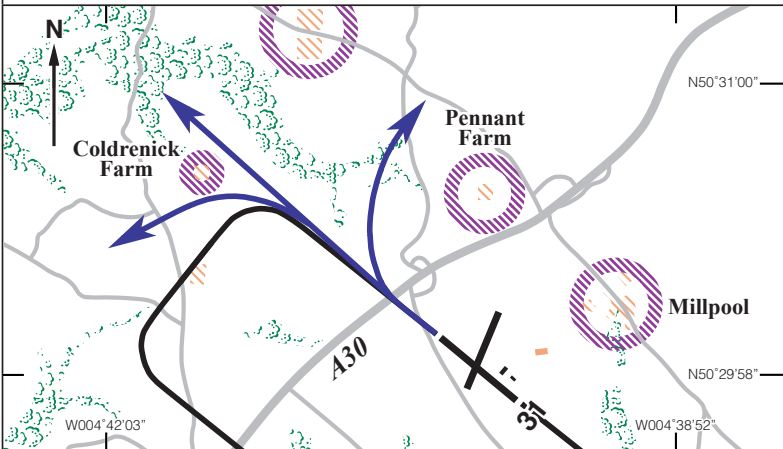 N
N50°31'00"
Pennant
Farm
Coldrenick
Farm
Millpool
A30
N50°29'58"
31
W004°42'03"
W004°38'52"